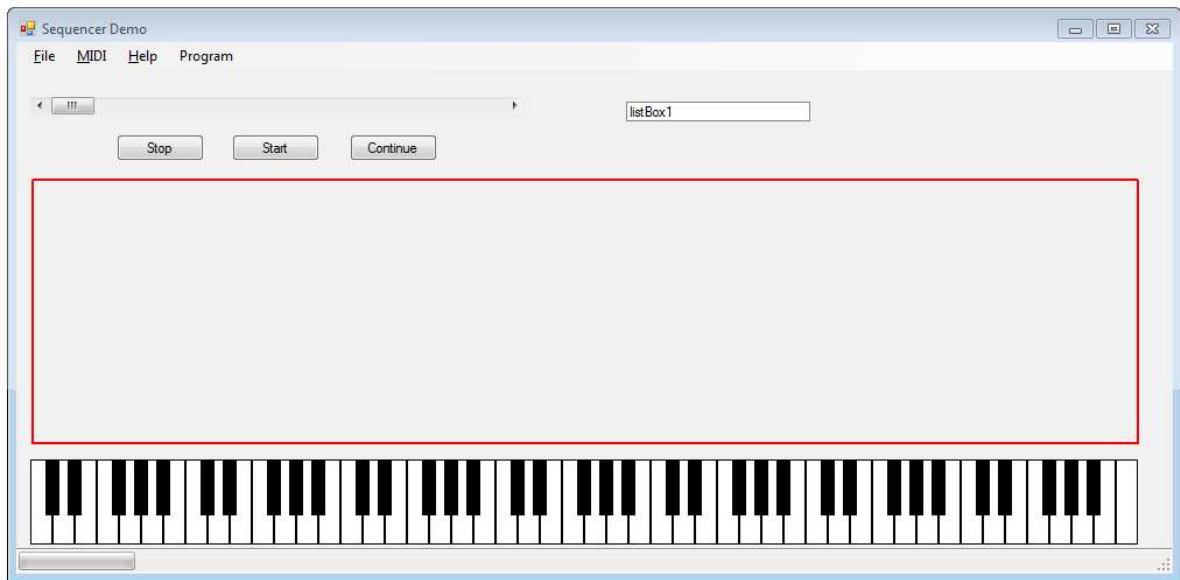 Sequencer Demo
File MIDI Help Program
listBox1
Stop Start Continue